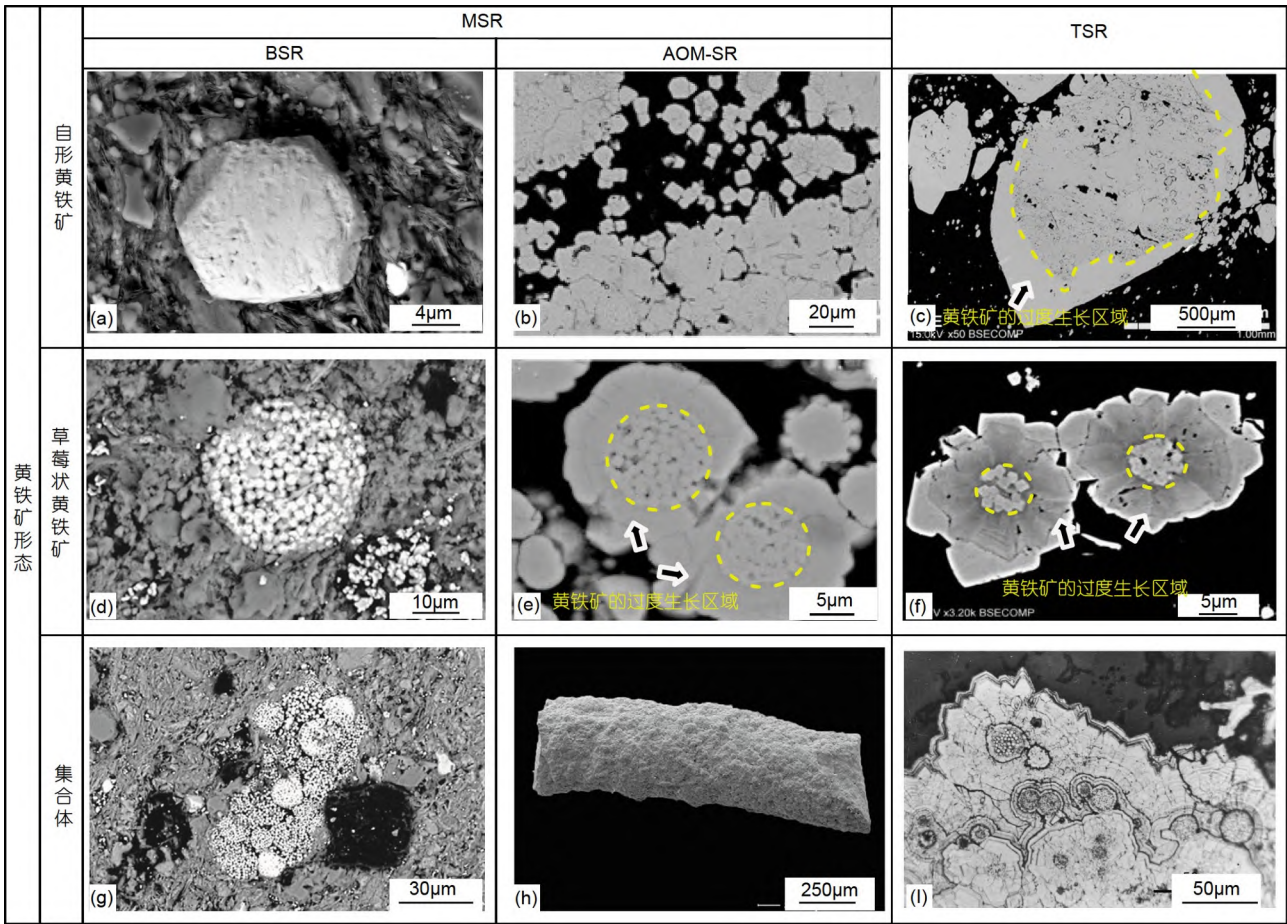 MSR
TSR
BSR
AOM-SR
黄铁矿形态
自形黄铁矿
(a)
4μm
(b)
20μm
(c)
黄铁矿的过度生长区域
500μm
15.0kV x50 BSECOMP
1.00mm
草莓状黄铁矿
(d)
10μm
(e)
黄铁矿的过度生长区域
5μm
(f)
黄铁矿的过度生长区域
5μm
V x3.20k BSECOMP
集合体
(g)
30μm
(h)
250μm
(I)
50μm